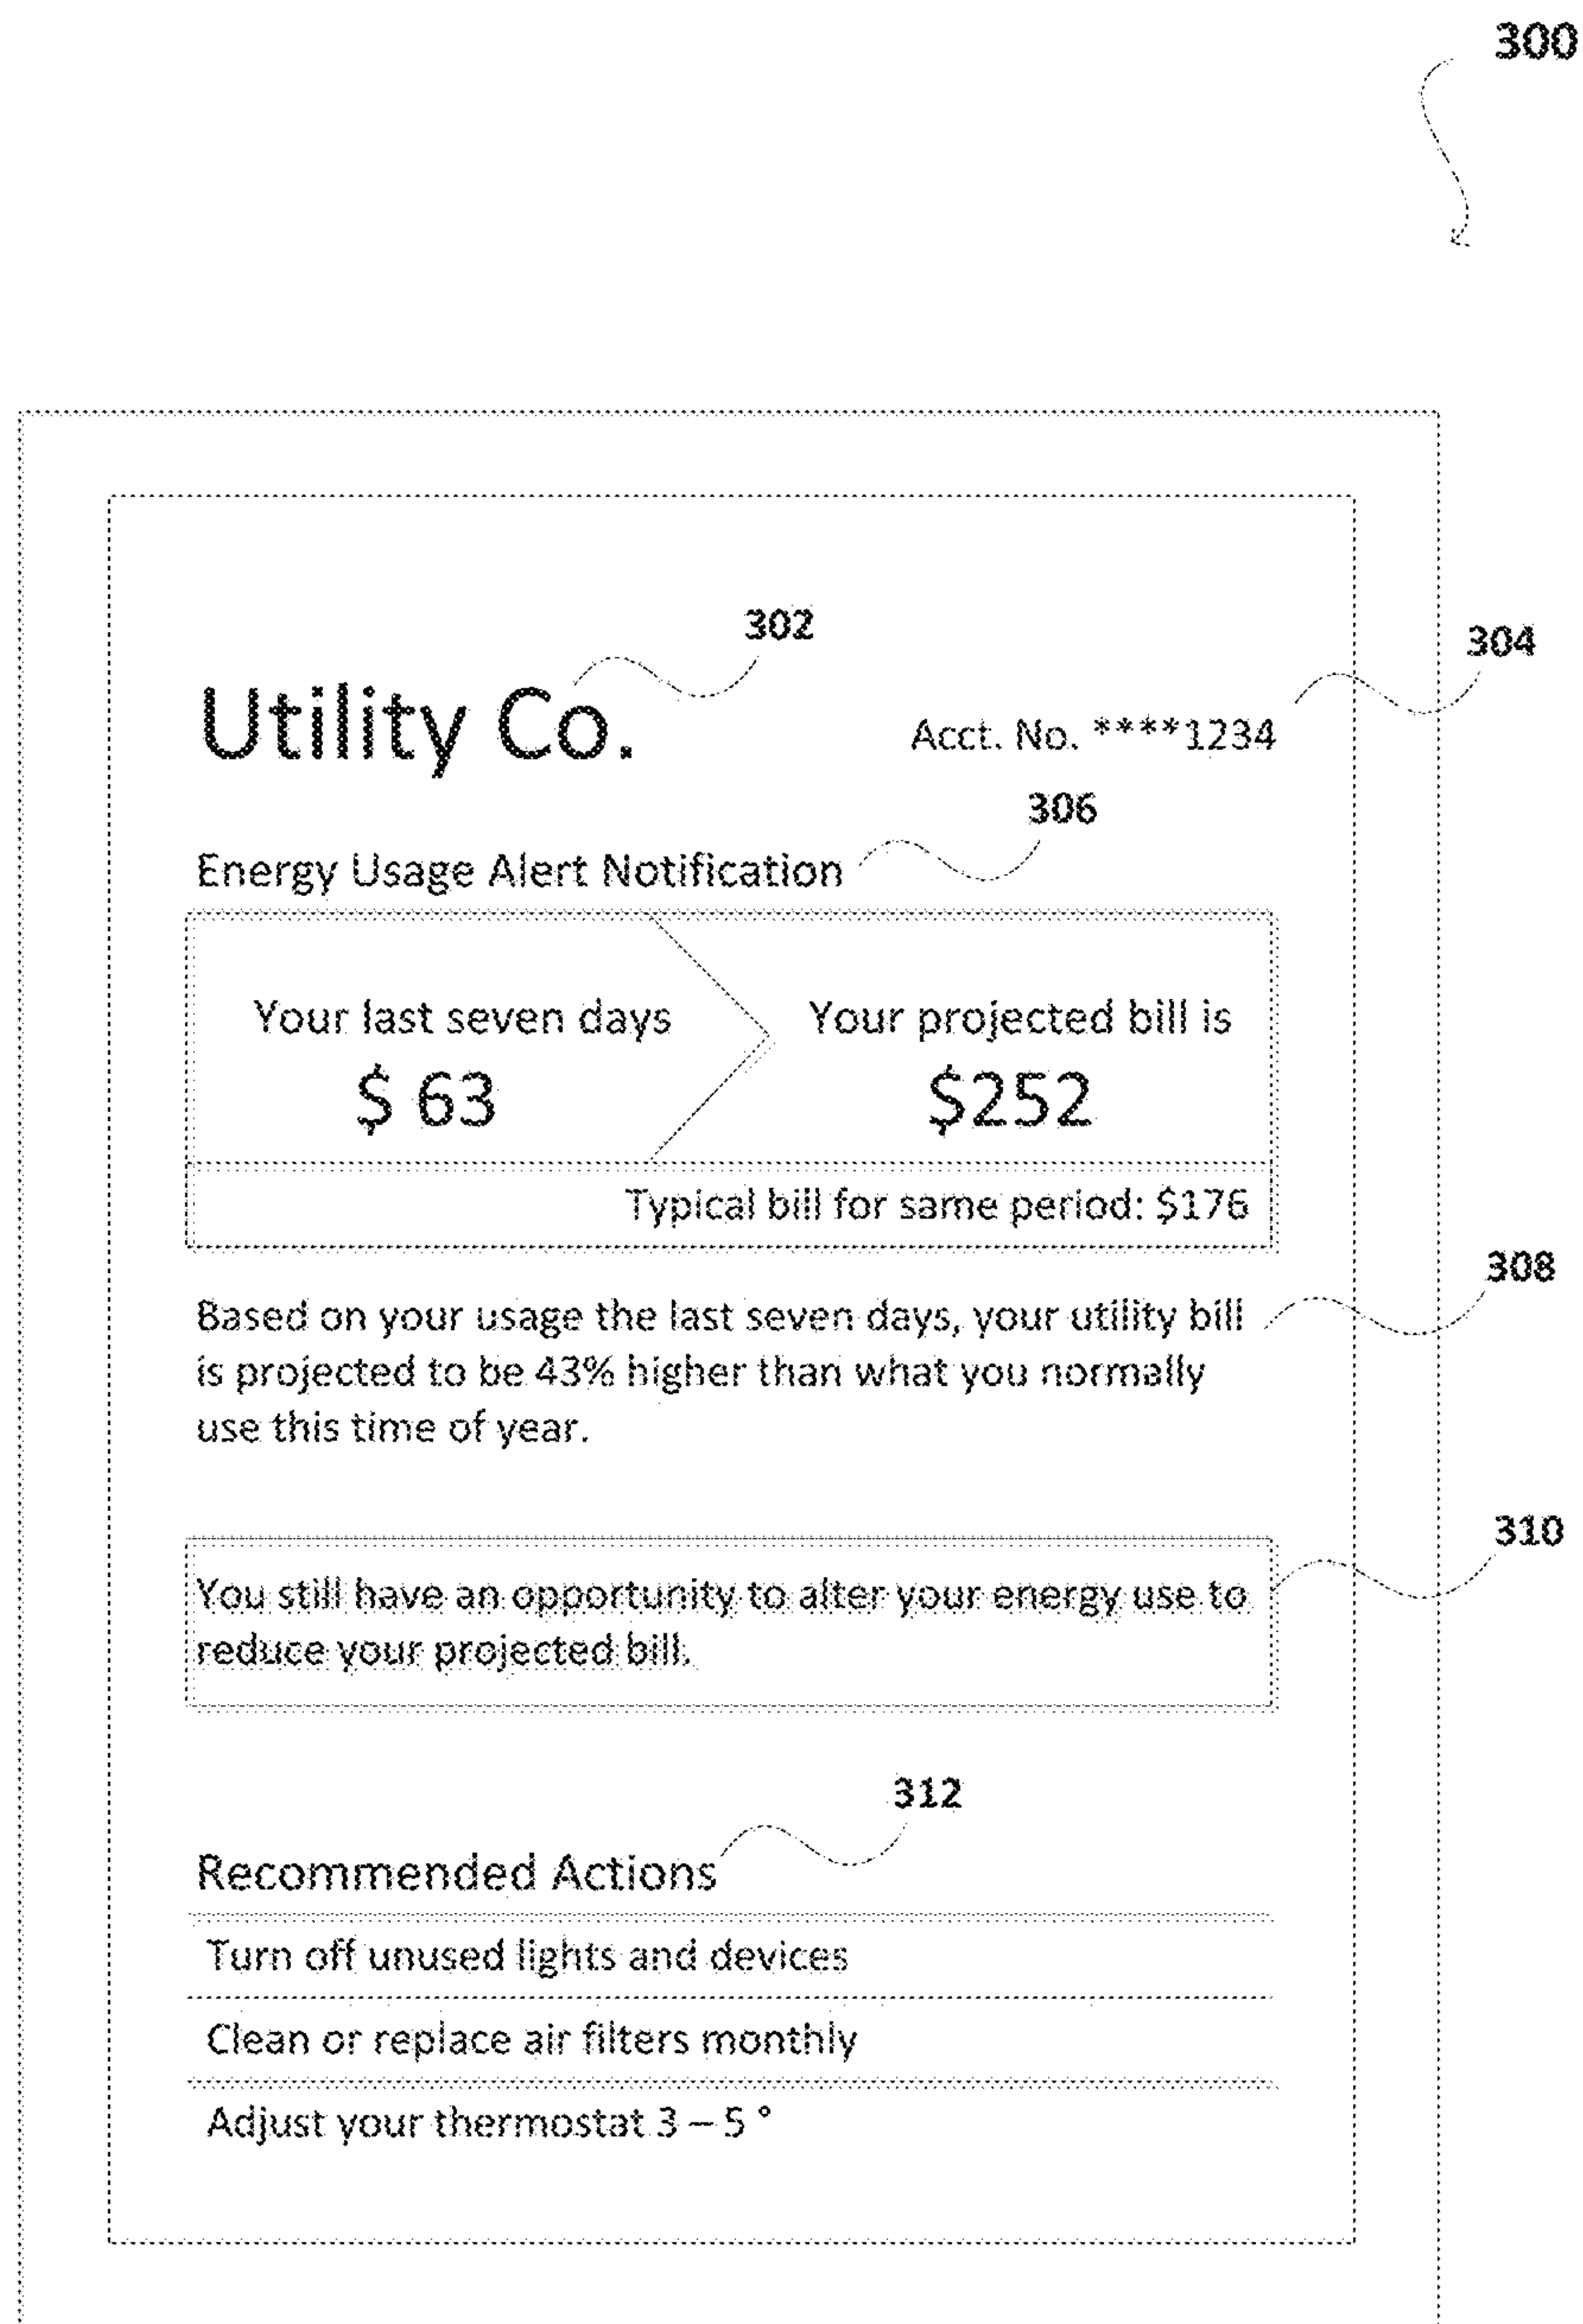 300
302
304
Utility Co.
Acct. No. ****1234
306
Energy Usage Alert Notification
Your last seven days
$ 63
Your projected bill is
$252
Typical bill for same period: $176
308
Based on your usage the last seven days, your utility bill
is projected to be 43% higher than what you normally
use this time of year.
310
You still have an opportunity to alter your energy use to
reduce your projected bill.
312
Recommended Actions
Turn off unused lights and devices
Clean or replace air filters monthly
Adjust your thermostat 3 – 5 °